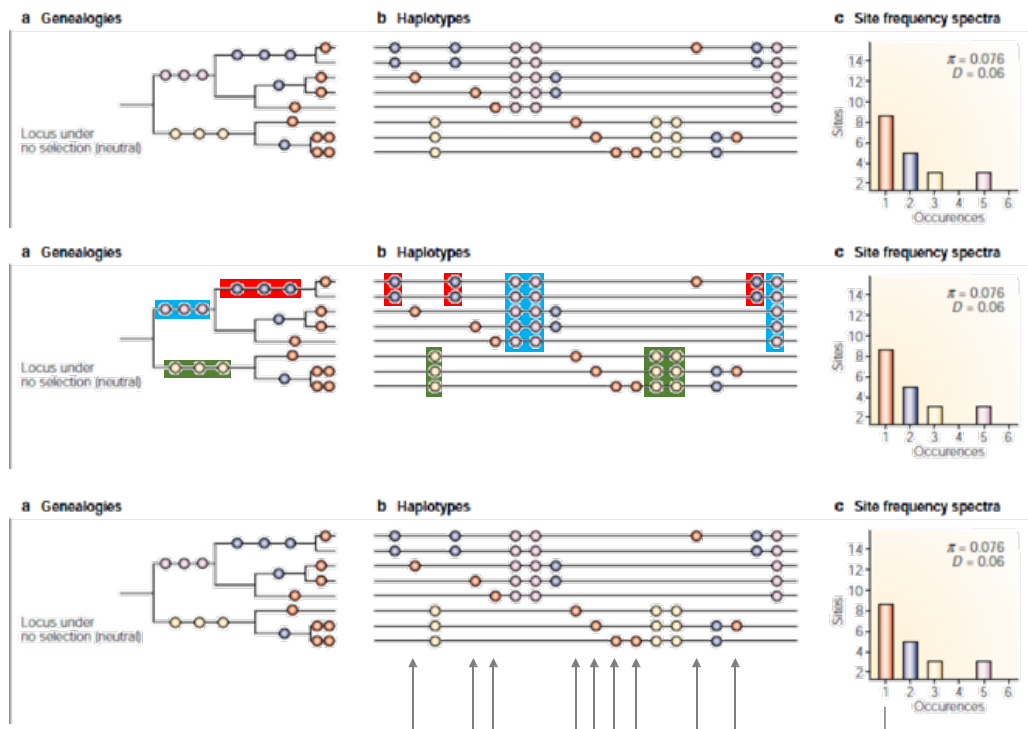 a Genealogies
b Haplotypes
c Site frequency spectra
Locus under
no selection (neutral)
π = 0.076
D = 0.06
Sites
14
12
10
8
6
4
2
1 2 3 4 5 6
Occurences
a Genealogies
b Haplotypes
c Site frequency spectra
Locus under
no selection (neutral)
π = 0.076
D = 0.06
Sites
14
12
10
8
6
4
2
1 2 3 4 5 6
Occurences
a Genealogies
b Haplotypes
c Site frequency spectra
Locus under
no selection (neutral)
π = 0.076
D = 0.06
Sites
14
12
10
8
6
4
2
1 2 3 4 5 6
Occurences